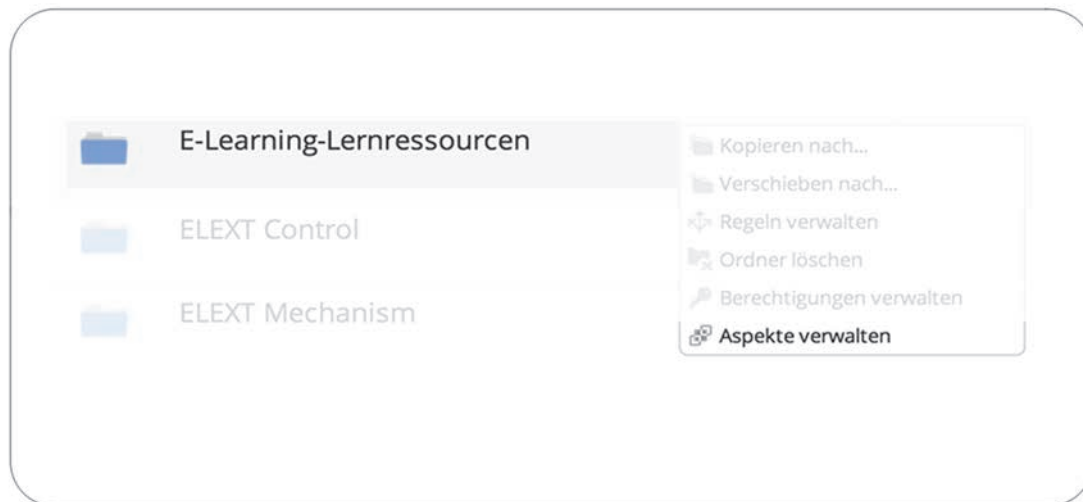 E-Learning-Lernressourcen
ELEXT Control
ELEXT Mechanism
Kopieren nach...
Verschieben nach...
Regeln verwalten
Ordner löschen
Berechtigungen verwalten
Aspekte verwalten